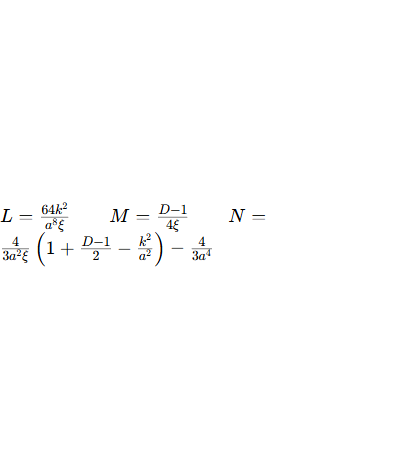 $L = \frac{64k^2}{a^8\xi} \qquad M = \frac{D-1}{4\xi} \qquad N =$
$\frac{4}{3a^2\xi}\left(1 + \frac{D-1}{2} - \frac{k^2}{a^2}\right) - \frac{4}{3a^4}$